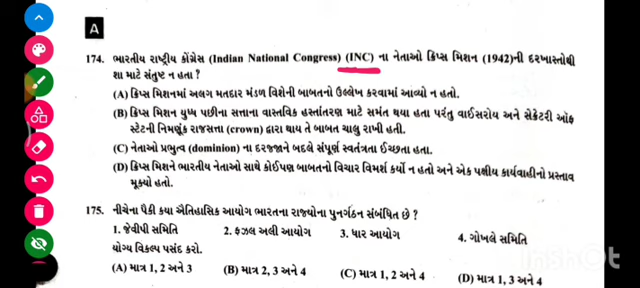 A
174. ભારતીય રાષ્ટ્રીય કોંગ્રેસ (Indian National Congress) (INC) ના નેતાઓ ક્રિપ્સ મિશન (1942)ની દરખાસ્તોથી
શા માટે સંતુષ્ટ ન હતા ?
(A) ક્રિપ્સ મિશનમાં અલગ મતદાર મંડળ વિશેની બાબતનો ઉલ્લેખ કરવામાં આવ્યો ન હતો.
(B) ક્રિપ્સ મિશન યુધ્ધ પછીના સત્તાના વાસ્તવિક હસ્તાંતરણ માટે સંમત થયા હતા પરંતુ વાઈસરોય અને સેક્રેટરી ઑફ
સ્ટેટની નિમણૂંક રાજસત્તા (crown) દ્વારા થાય તે બાબત ચાલુ રાખી હતી.
(C) નેતાઓ પ્રભુત્વ (dominion) ના દરજ્જાને બદલે સંપૂર્ણ સ્વતંત્રતા ઈચ્છતા હતા.
(D) ક્રિપ્સ મિશને ભારતીય નેતાઓ સાથે કોઈપણ બાબતનો વિચાર વિમર્શ કર્યો ન હતો અને એક પક્ષીય કાર્યવાહીનો પ્રસ્તાવ
મૂક્યો હતો.
175. નીચેના પૈકી કયા ઐતિહાસિક આયોગ ભારતના રાજ્યોના પુનર્ગઠન સંબંધિત છે ?
1. જેવીપી સમિતિ 2. ફઝલ અલી આયોગ 3. ધાર આયોગ 4. ગોખલે સમિતિ
યોગ્ય વિકલ્પ પસંદ કરો.
(A) માત્ર 1, 2 અને 3 (B) માત્ર 2, 3 અને 4 (C) માત્ર 1, 2 અને 4 (D) માત્ર 1, 3 અને 4
InShot